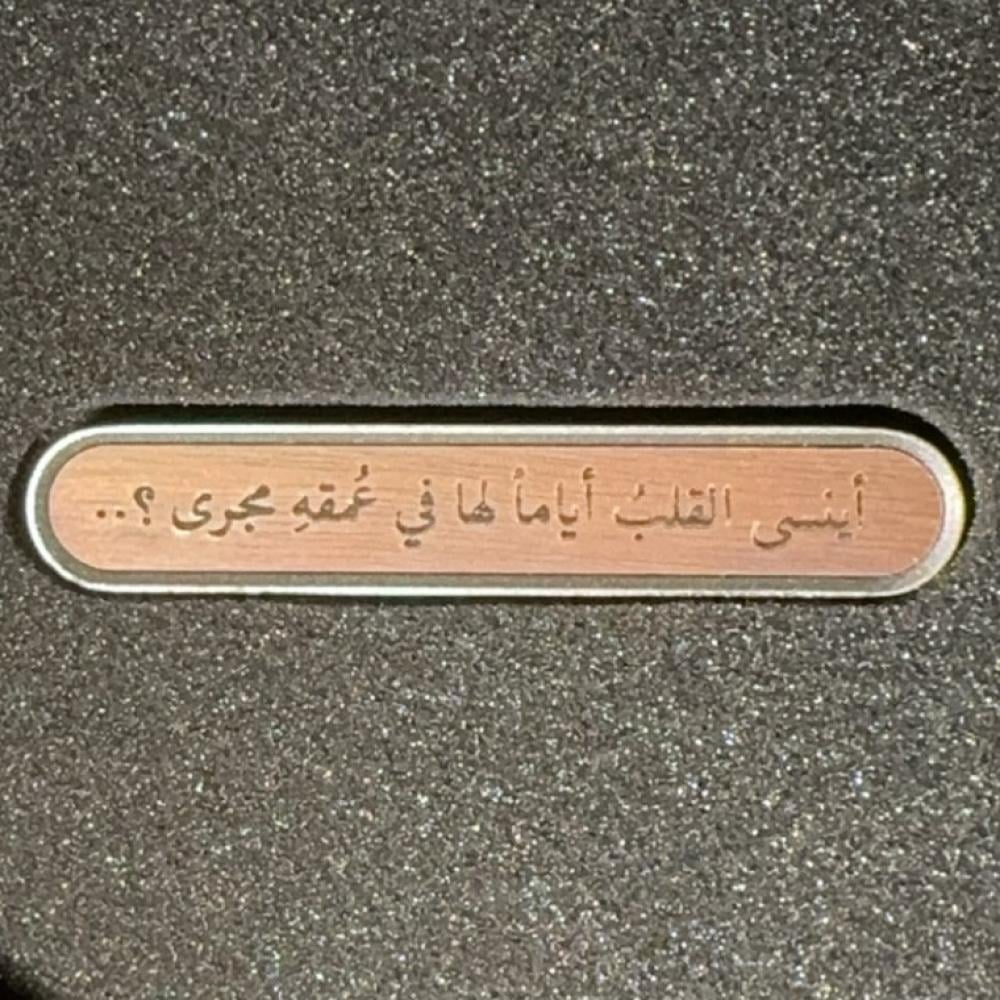 أينسى القلبُ أياماً لها في عُمقهِ مجرى ؟..